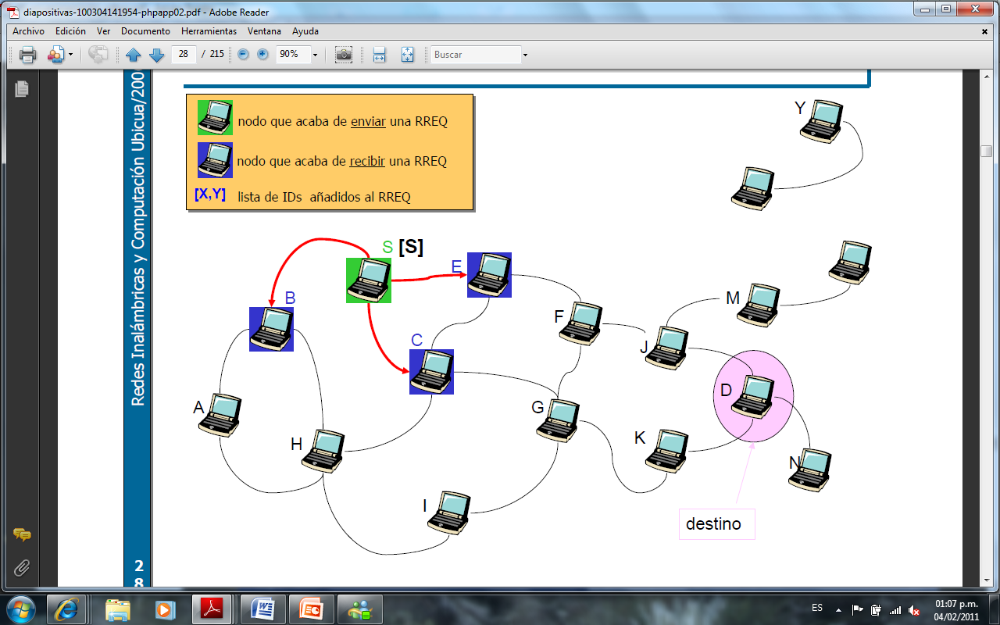 diapositivas-100304141954-phpapp02.pdf - Adobe Reader
Archivo Edición Ver Documento Herramientas Ventana Ayuda
28 / 215 90% Buscar
Redes Inalámbricas y Computación Ubicua/200
nodo que acaba de enviar una RREQ
nodo que acaba de recibir una RREQ
[X,Y] lista de IDs añadidos al RREQ
Y
S [S]
E
B
M
F
C
J
D
A
G
H
K
N
I
destino
2
8
ES
01:07 p.m.
04/02/2011